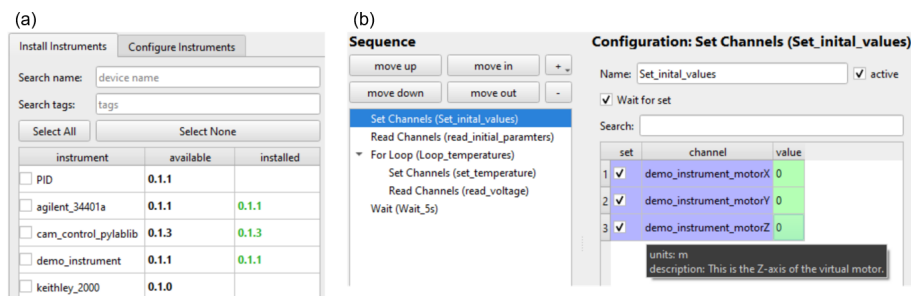 (a)
Install Instruments Configure Instruments
Search name: device name
Search tags: tags
Select All Select None
instrument available installed
PID 0.1.1
agilent_34401a 0.1.1 0.1.1
cam_control_pylablib 0.1.3 0.1.3
demo_instrument 0.1.1 0.1.1
keithley_2000 0.1.0
(b)
Sequence
move up move in +
move down move out -
Set Channels (Set_inital_values)
Read Channels (read_initial_paramters)
For Loop (Loop_temperatures)
Set Channels (set_temperature)
Read Channels (read_voltage)
Wait (Wait_5s)
Configuration: Set Channels (Set_inital_values)
Name: Set_inital_values active
Wait for set
Search:
set channel value
1 demo_instrument_motorX 0
2 demo_instrument_motorY 0
3 demo_instrument_motorZ 0
units: m
description: This is the Z-axis of the virtual motor.